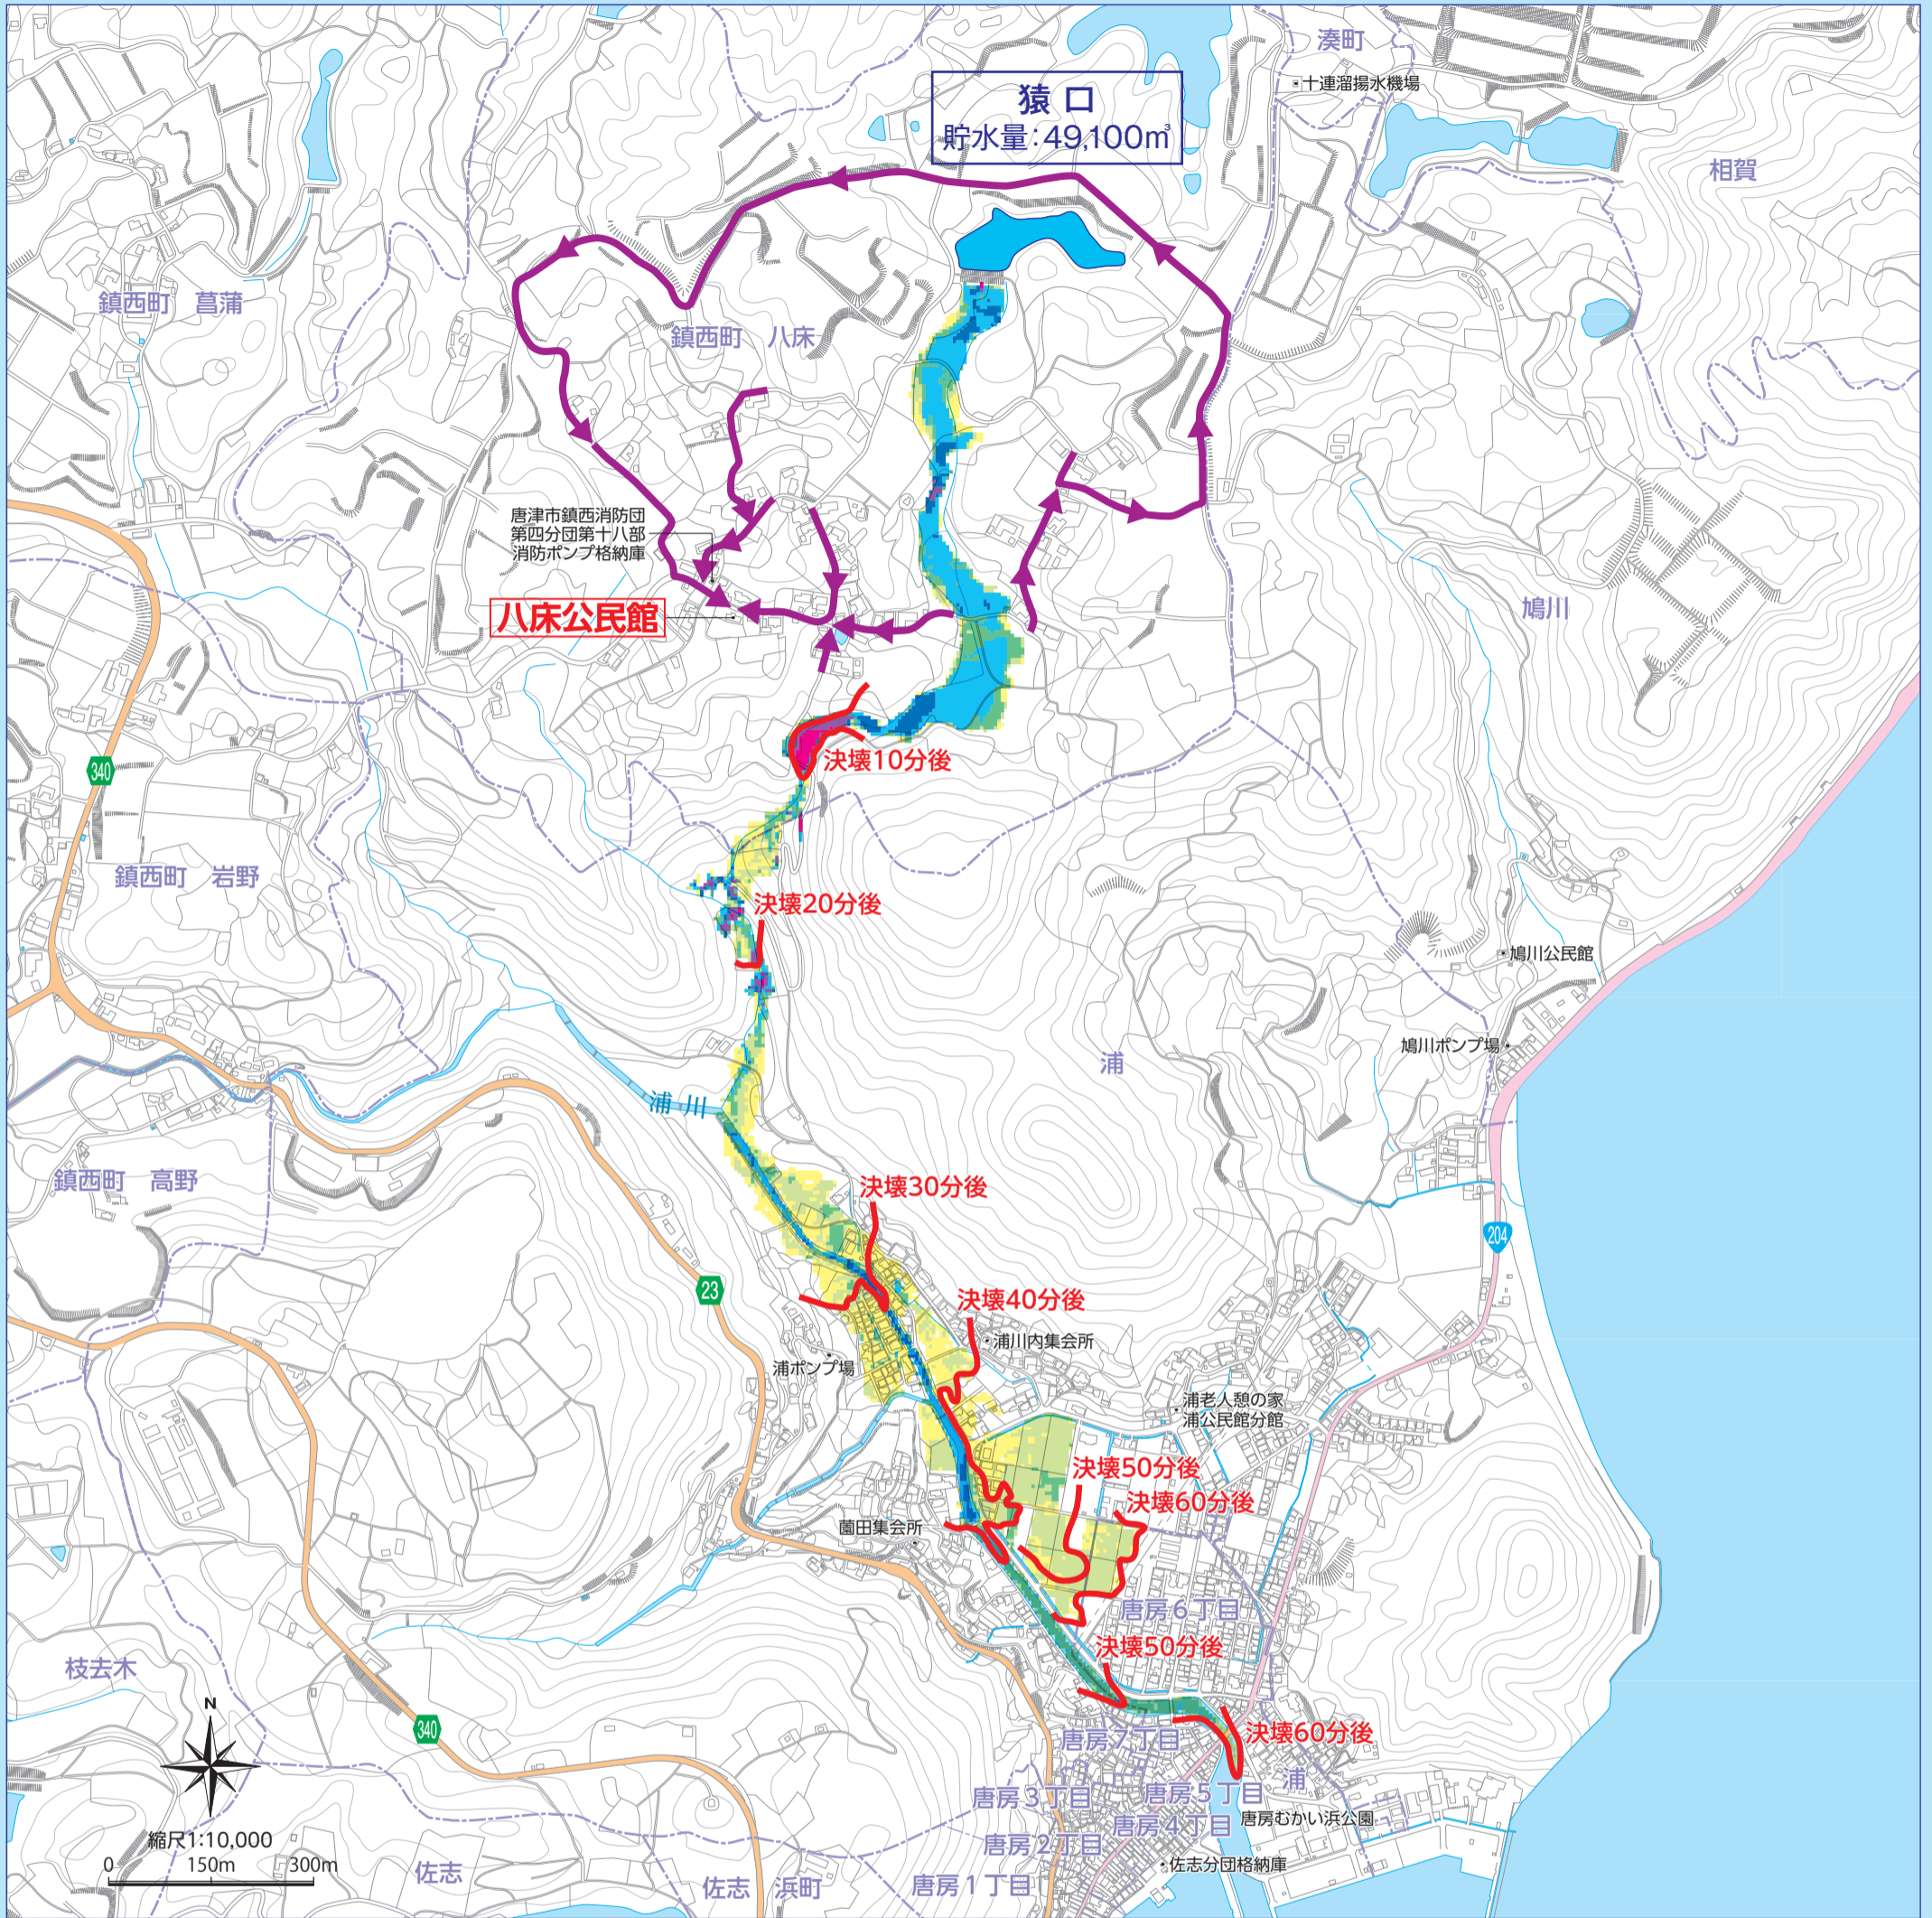 湊町
十連溜揚水機場
猿口
貯水量：49,100㎥
相賀
鎮西町　菖蒲
鎮西町　八床
唐津市鎮西消防団
第四分団第十八部
消防ポンプ格納庫
八床公民館
鳩川
決壊10分後
340
鎮西町　岩野
決壊20分後
鳩川公民館
鳩川ポンプ場
浦
浦川
鎮西町　高野
決壊30分後
204
23
決壊40分後
浦川内集会所
浦ポンプ場
浦老人憩の家
浦公民館分館
決壊50分後
決壊60分後
薗田集会所
唐房6丁目
決壊50分後
枝去木
N
340
決壊60分後
唐房7丁目
浦
唐房3丁目
唐房5丁目
唐房4丁目
唐房むかい浜公園
縮尺1:10,000
唐房2丁目
0　150m　300m
佐志
佐志　浜町
唐房1丁目
佐志分団格納庫